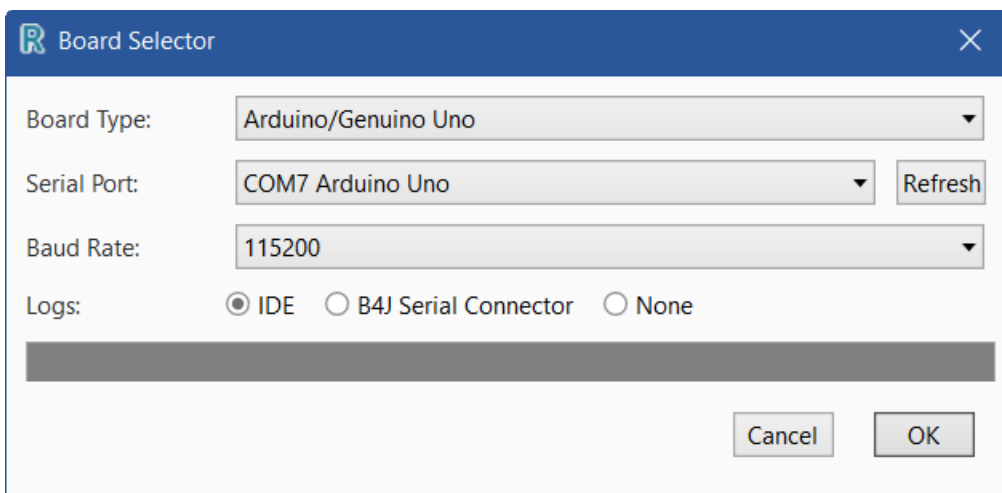 R Board Selector
Board Type: Arduino/Genuino Uno
Serial Port: COM7 Arduino Uno Refresh
Baud Rate: 115200
Logs: IDE B4J Serial Connector None
Cancel OK